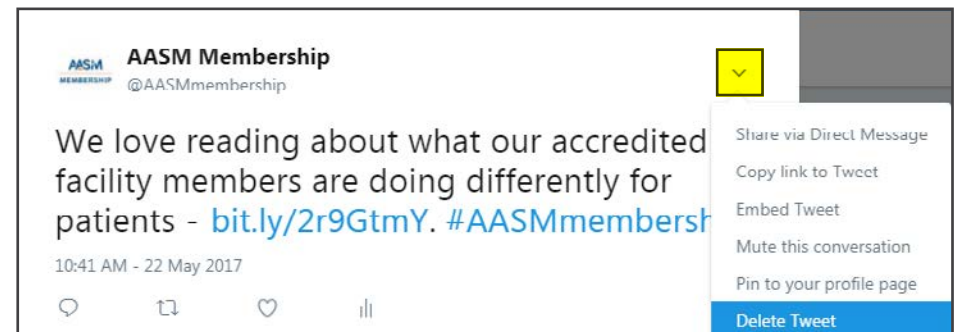 AASM
MEMBERSHIP
AASM Membership
@AASMmembership
We love reading about what our accredited
facility members are doing differently for
patients - bit.ly/2r9GtmY. #AASMmembersh
10:41 AM - 22 May 2017
Share via Direct Message
Copy link to Tweet
Embed Tweet
Mute this conversation
Pin to your profile page
Delete Tweet